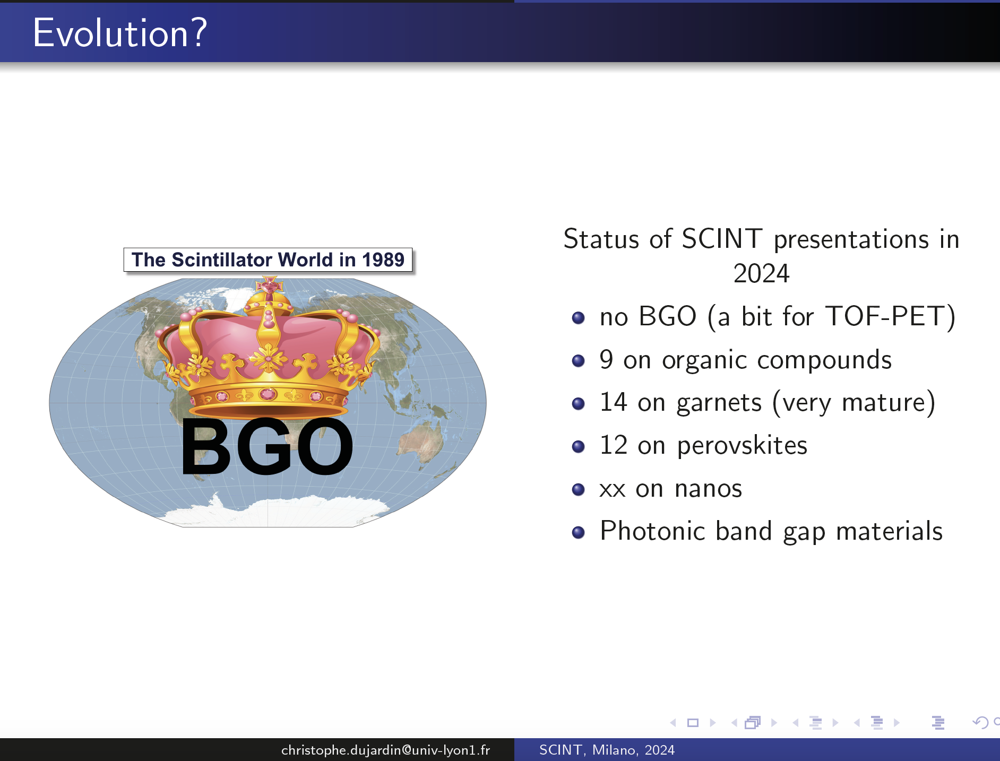 Evolution?
The Scintillator World in 1989
BGO
Status of SCINT presentations in
2024
no BGO (a bit for TOF-PET)
9 on organic compounds
14 on garnets (very mature)
12 on perovskites
xx on nanos
Photonic band gap materials
christophe.dujardin@univ-lyon1.fr
SCINT, Milano, 2024